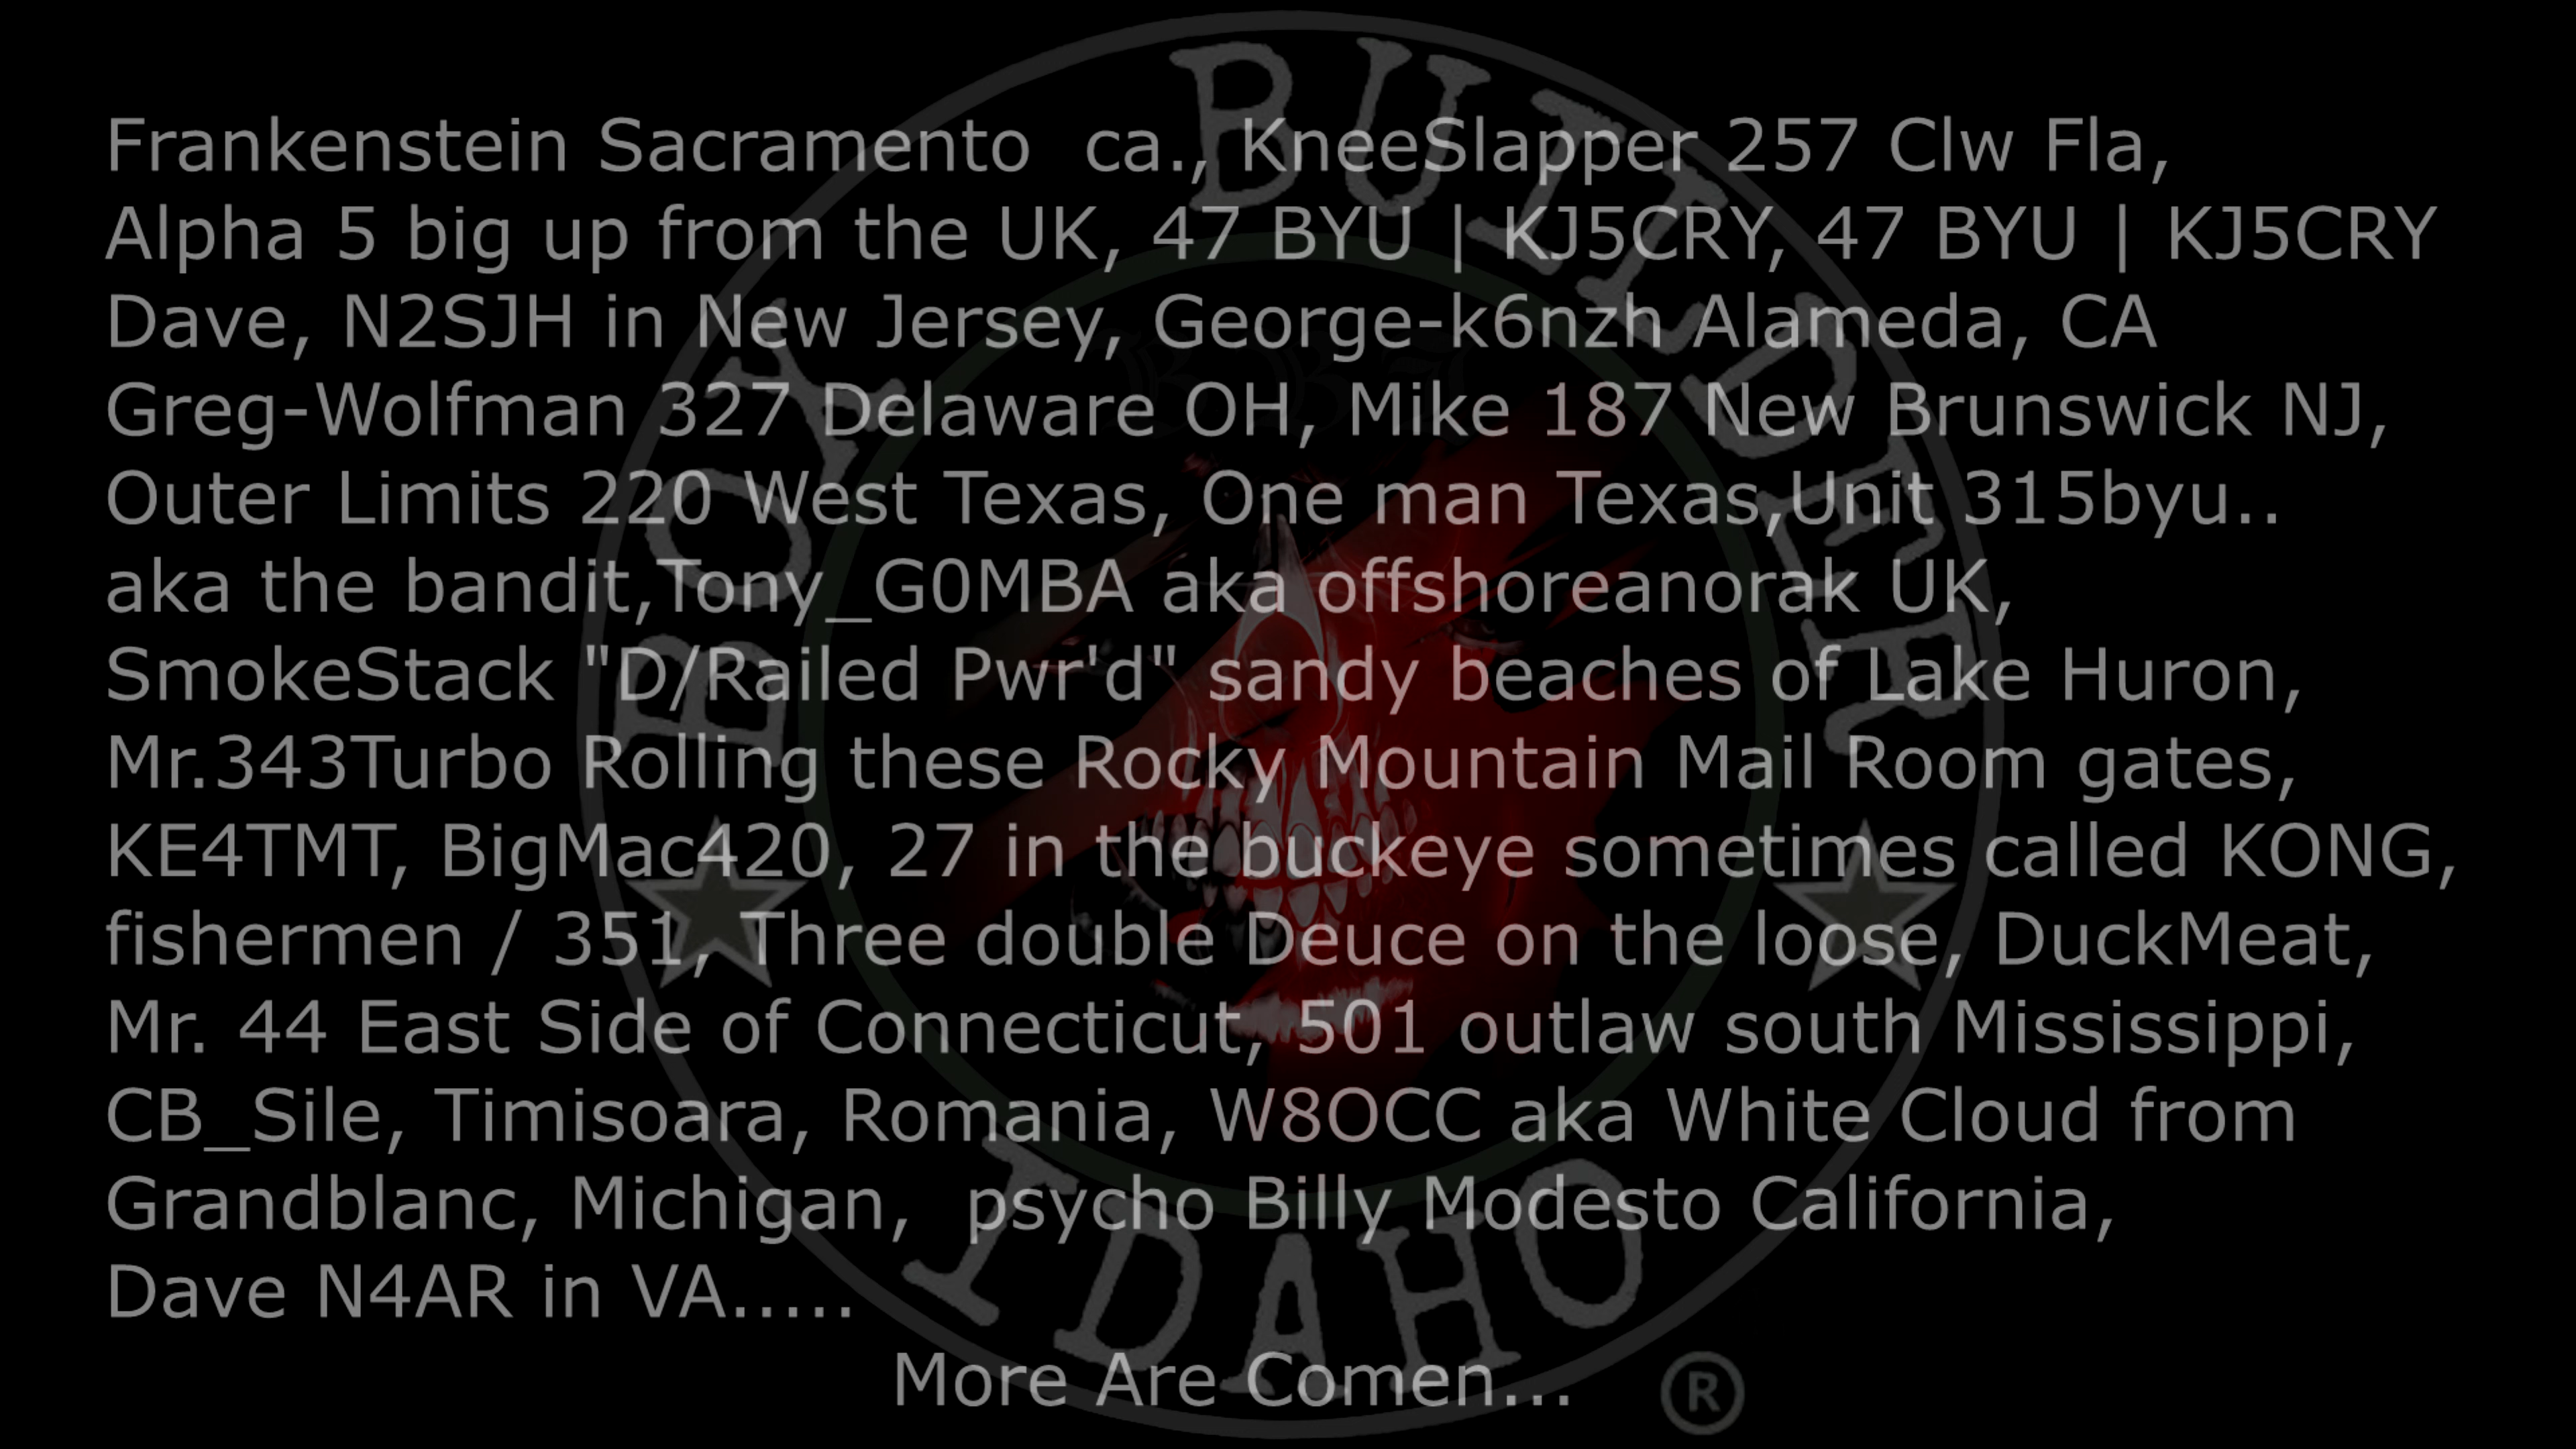 Frankenstein Sacramento  ca., KneeSlapper 257 Clw Fla,
Alpha 5 big up from the UK, 47 BYU | KJ5CRY, 47 BYU | KJ5CRY
Dave, N2SJH in New Jersey, George-k6nzh Alameda, CA
Greg-Wolfman 327 Delaware OH, Mike 187 New Brunswick NJ,
Outer Limits 220 West Texas, One man Texas,Unit 315byu..
aka the bandit,Tony_G0MBA aka offshoreanorak UK,
SmokeStack "D/Railed Pwr'd" sandy beaches of Lake Huron,
Mr.343Turbo Rolling these Rocky Mountain Mail Room gates,
KE4TMT, BigMac420, 27 in the buckeye sometimes called KONG,
fishermen / 351, Three double Deuce on the loose, DuckMeat,
Mr. 44 East Side of Connecticut, 501 outlaw south Mississippi,
CB_Sile, Timisoara, Romania, W8OCC aka White Cloud from
Grandblanc, Michigan,  psycho Billy Modesto California,
Dave N4AR in VA.....
More Are Comen...
BOY BUILDER
IDAHO
®